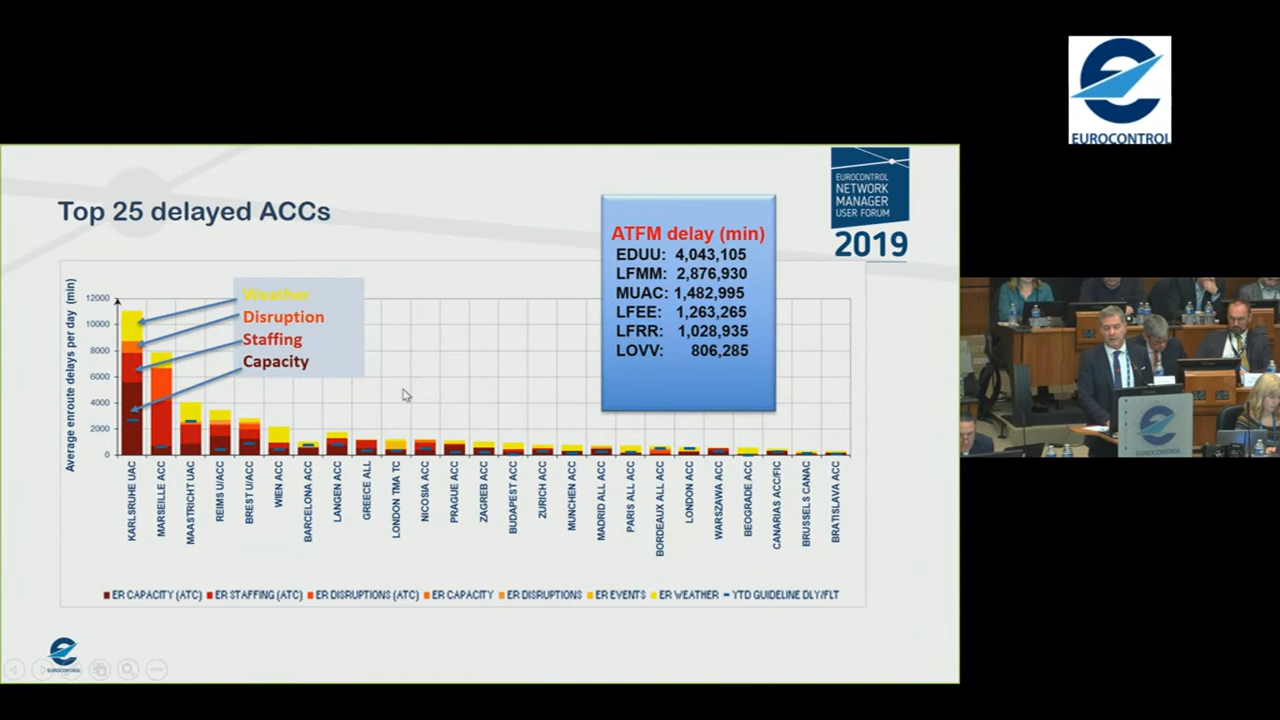 EUROCONTROL
Top 25 delayed ACCs
EUROCONTROL
NETWORK
MANAGER
USER FORUM
2019
ATFM delay (min)
EDUU: 4,043,105
LFMM: 2,876,930
MUAC: 1,482,995
LFEE: 1,263,265
LFRR: 1,028,935
LOVV: 806,285
Average enroute delays per day (min)
12000
10000
8000
6000
4000
2000
0
Weather
Disruption
Staffing
Capacity
KARLSRUHE UAC
MARSEILLE ACC
MAASTRICHT UAC
REIMS U/ACC
BREST U/ACC
WIEN ACC
BARCELONA ACC
LANGEN ACC
GREECE ALL
LONDON TMA TC
NICOSIA ACC
PRAGUE ACC
ZAGREB ACC
BUDAPEST ACC
ZURICH ACC
MUNCHEN ACC
MADRID ALL ACC
PARIS ALL ACC
BORDEAUX ALL ACC
LONDON ACC
WARSZAWA ACC
BEOGRADE ACC
CANARIAS ACC/FIC
BRUSSELS CANAC
BRATISLAVA ACC
ER CAPACITY (ATC) ER STAFFING (ATC) ER DISRUPTIONS (ATC) ER CAPACITY ER DISRUPTIONS ER EVENTS ER WEATHER YTD GUIDELINE DLY/FLT
EUROCONTROL
EUROCONTROL